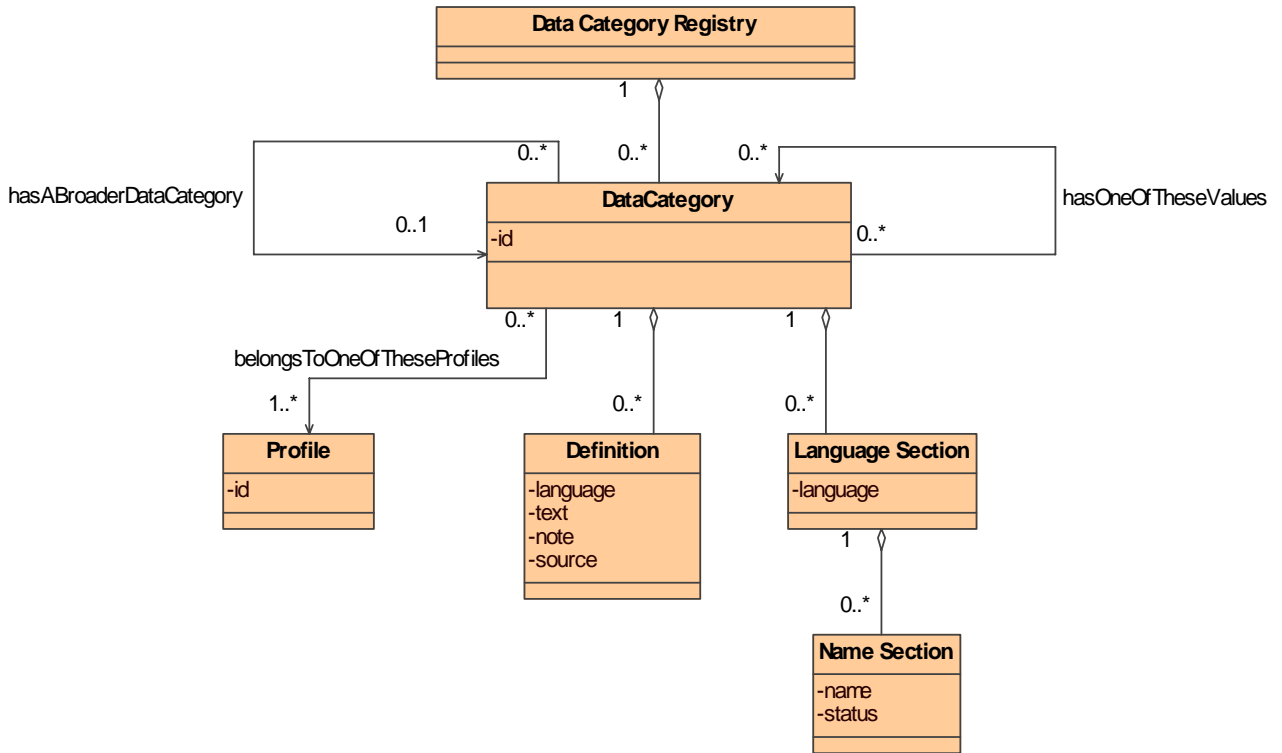 Data Category Registry
1
0..*
0..*
0..*
hasABroaderDataCategory
DataCategory
hasOneOfTheseValues
0..1
-id
0..*
0..*
1
1
belongsToOneOfTheseProfiles
1..*
0..*
0..*
Profile
Definition
Language Section
-id
-language
-text
-note
-source
-language
1
0..*
Name Section
-name
-status